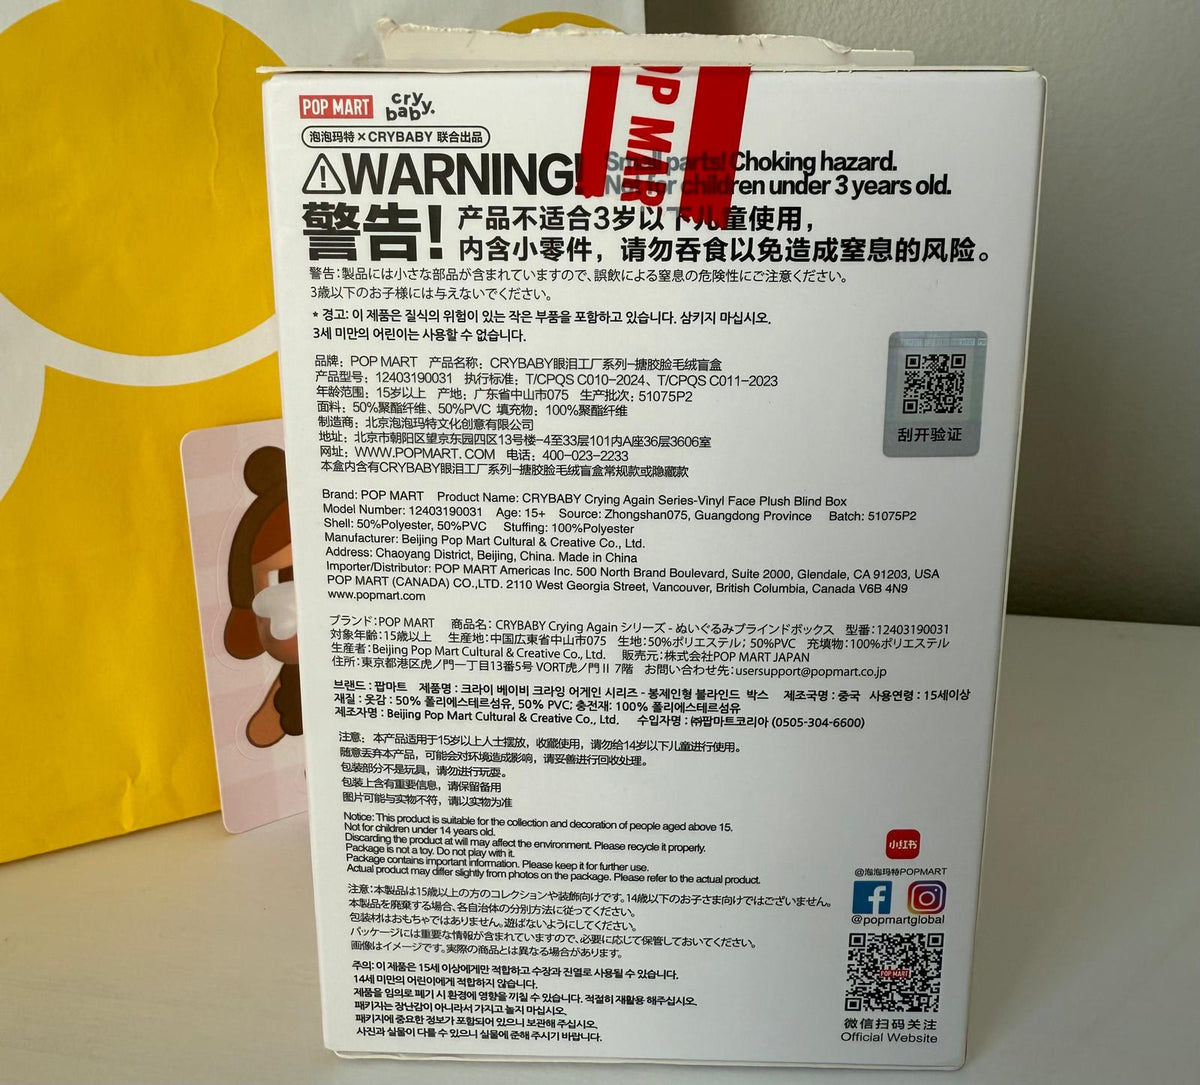 POP MAR
POP MART cry baby.
泡泡玛特×CRYBABY 联合出品
WARNING! Small parts! Choking hazard.
Not for children under 3 years old.
警告! 产品不适合3岁以下儿童使用，
内含小零件，请勿吞食以免造成窒息的风险。
警告：製品には小さな部品が含まれていますので、誤飲による窒息の危険性にご注意ください。
3歳以下のお子様には与えないでください。
* 경고: 이 제품은 질식의 위험이 있는 작은 부품을 포함하고 있습니다. 삼키지 마십시오.
3세 미만의 어린이는 사용할 수 없습니다.
品牌：POP MART 产品名称：CRYBABY眼泪工厂系列-搪胶脸毛绒盲盒
产品型号：12403190031 执行标准：T/CPQS C010-2024、T/CPQS C011-2023
年龄范围：15岁以上 产地：广东省中山市075 生产批次：51075P2
面料：50%聚酯纤维、50%PVC 填充物：100%聚酯纤维
制造商：北京泡泡玛特文化创意有限公司
地址：北京市朝阳区望京东园四区13号楼-4至33层101内A座36层3606室
网址：WWW.POPMART.COM 电话：400-023-2233
本盒内含有CRYBABY眼泪工厂系列-搪胶脸毛绒盲盒常规款或隐藏款
刮开验证
Brand: POP MART Product Name: CRYBABY Crying Again Series-Vinyl Face Plush Blind Box
Model Number: 12403190031 Age: 15+ Source: Zhongshan075, Guangdong Province Batch: 51075P2
Shell: 50%Polyester, 50%PVC Stuffing: 100%Polyester
Manufacturer: Beijing Pop Mart Cultural & Creative Co., Ltd.
Address: Chaoyang District, Beijing, China. Made in China
Importer/Distributor: POP MART Americas Inc. 500 North Brand Boulevard, Suite 2000, Glendale, CA 91203, USA
POP MART (CANADA) CO.,LTD. 2110 West Georgia Street, Vancouver, British Columbia, Canada V6B 4N9
www.popmart.com
ブランド：POP MART 商品名：CRYBABY Crying Again シリーズ - ぬいぐるみブラインドボックス 型番：12403190031
対象年齢：15歳以上 生産地：中国広東省中山市075 生地：50%ポリエステル；50%PVC 充填物：100%ポリエステル
生産者：Beijing Pop Mart Cultural & Creative Co., Ltd. 販売元：株式会社POP MART JAPAN
住所：東京都港区虎ノ門一丁目13番5号 VORT虎ノ門II 7階 お問い合わせ先：usersupport@popmart.co.jp
브랜드 : 팝마트 제품명 : 크라이 베이비 크라잉 어게인 시리즈 - 봉제인형 블라인드 박스 제조국명 : 중국 사용연령 : 15세이상
재질 : 옷감 : 50% 폴리에스테르섬유, 50% PVC; 충전재: 100% 폴리에스테르섬유
제조자명 : Beijing Pop Mart Cultural & Creative Co., Ltd. 수입자명 : ㈜팝마트코리아 (0505-304-6600)
注意：本产品适用于15岁以上人士摆放，收藏使用，请勿给14岁以下儿童进行使用。
随意丢弃本产品，可能会对环境造成影响，请妥善进行回收处理。
包装部分不是玩具，请勿进行玩耍。
包装上含有重要信息，请保留备用
图片可能与实物不符，请以实物为准
Notice: This product is suitable for the collection and decoration of people aged above 15.
Not for children under 14 years old.
Discarding the product at will may affect the environment. Please recycle it properly.
Package is not a toy. Do not play with it.
Package contains important information. Please keep it for further use.
Actual product may differ slightly from photos on the package. Please refer to the actual product.
注意：本製品は15歳以上の方のコレクションや装飾向けです。14歳以下のお子さま向けではございません。
本製品を廃棄する場合、各自治体の分別方法に従ってください。
包装材はおもちゃではありません。遊ばないようにしてください。
パッケージには重要な情報が含まれていますので、必要に応じて保管しておいてください。
画像はイメージです。実際の商品とは異なる場合があります。
주의: 이 제품은 15세 이상에게만 적합하고 수장과 진열로 사용될 수 있습니다.
14세 미만의 어린이에게 적합하지 않습니다.
제품을 임의로 폐기 시 환경에 영향을 끼칠 수 있습니다. 적절히 재활용 해주십시오.
패키지는 장난감이 아니라서 가지고 놀지 마십시오.
패키지에 중요한 정보가 포함되어 있으니 보관해 주십시오.
사진과 실물이 다를 수 있으니 실물에 준해 주시기 바랍니다.
小红书
@泡泡玛特POPMART
@popmartglobal
POP MART
微信扫码关注
Official Website